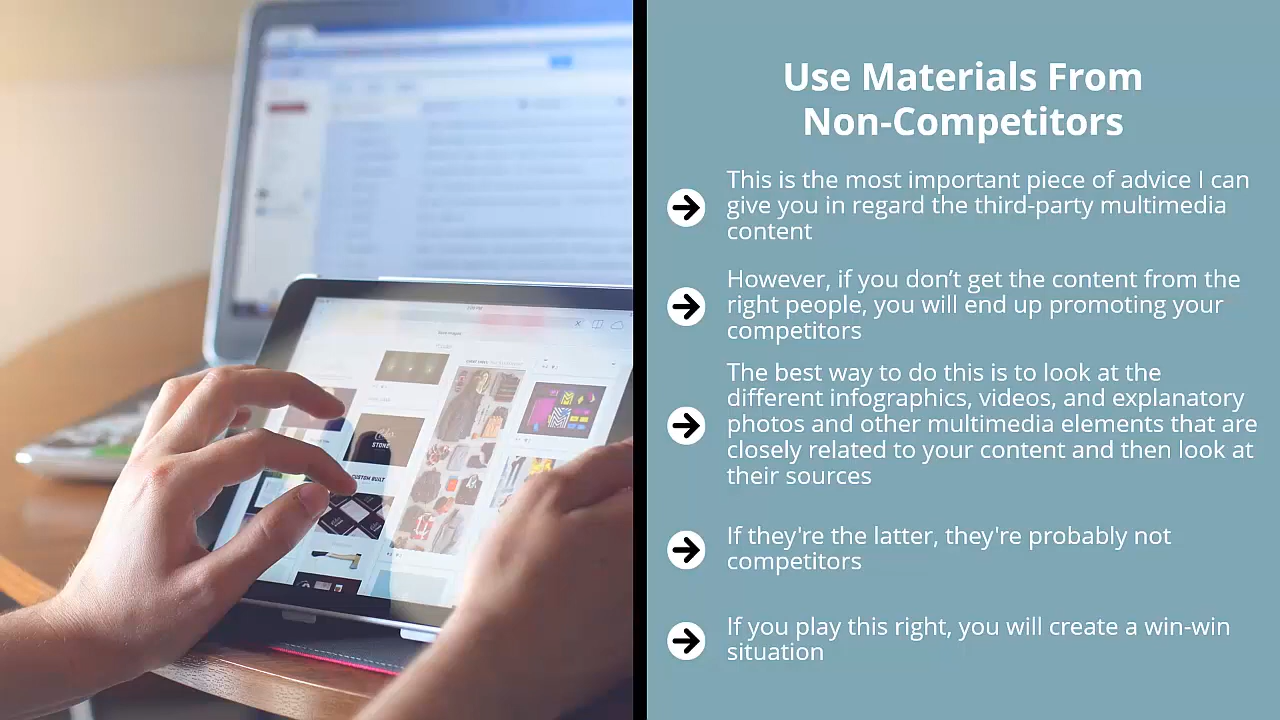 Use Materials From
Non-Competitors
This is the most important piece of advice I can
give you in regard the third-party multimedia
content
However, if you don’t get the content from the
right people, you will end up promoting your
competitors
The best way to do this is to look at the
different infographics, videos, and explanatory
photos and other multimedia elements that are
closely related to your content and then look at
their sources
If they're the latter, they're probably not
competitors
If you play this right, you will create a win-win
situation
STONE
CUSTOM BUILT